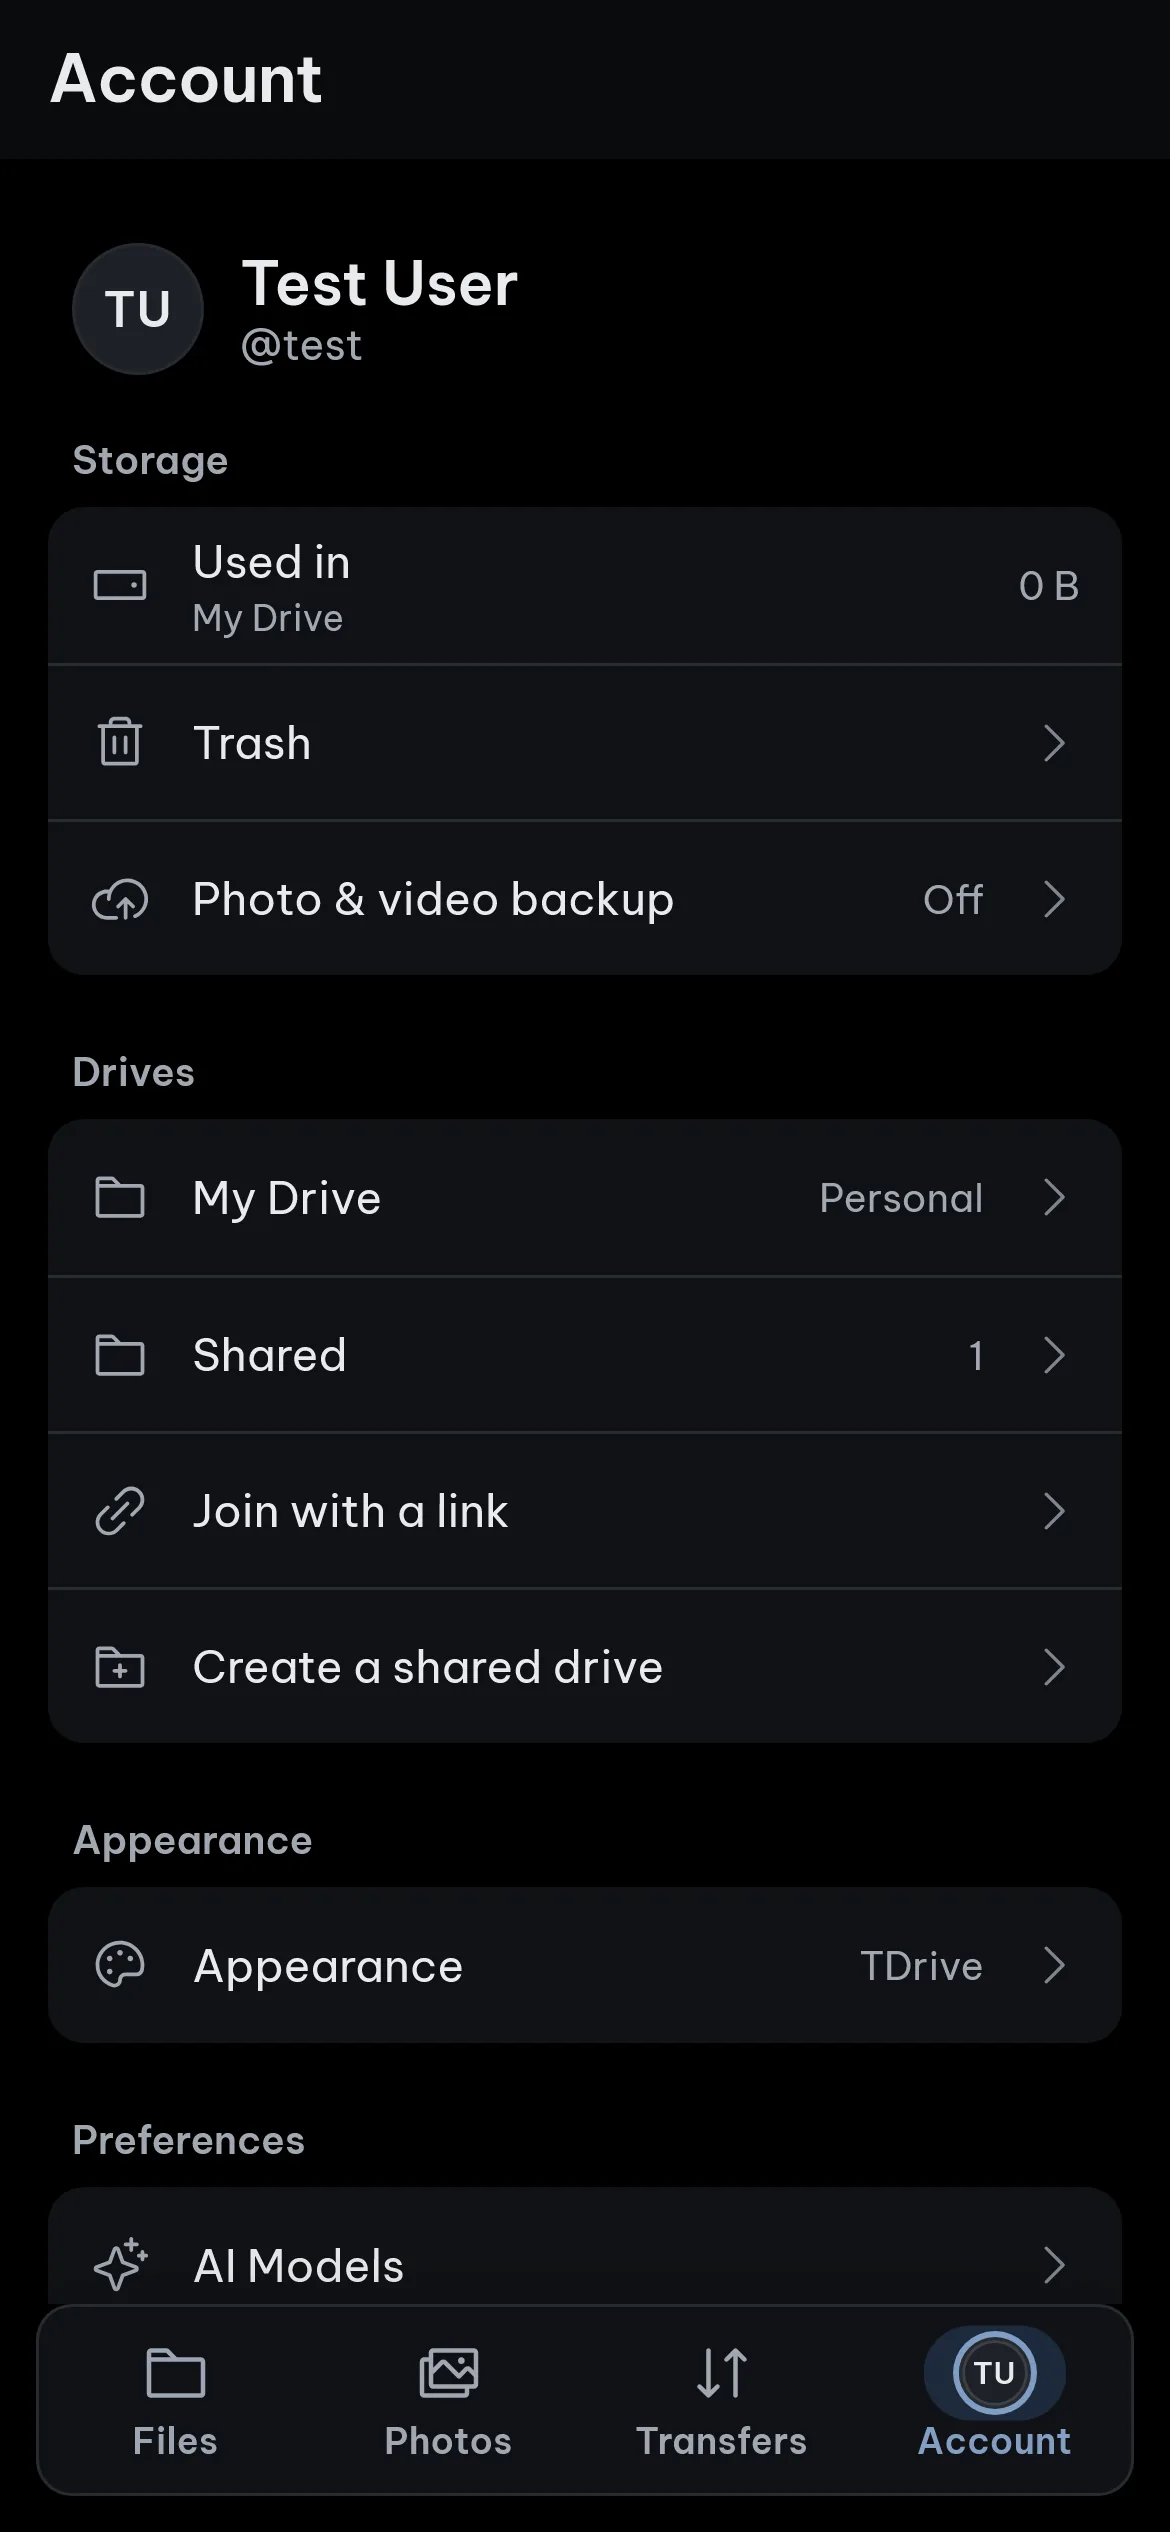 Account
TU
Test User
@test
Storage
Used in
My Drive
0 B
Trash
Photo & video backup
Off
Drives
My Drive
Personal
Shared
1
Join with a link
Create a shared drive
Appearance
Appearance
TDrive
Preferences
AI Models
TU
Files
Photos
Transfers
Account